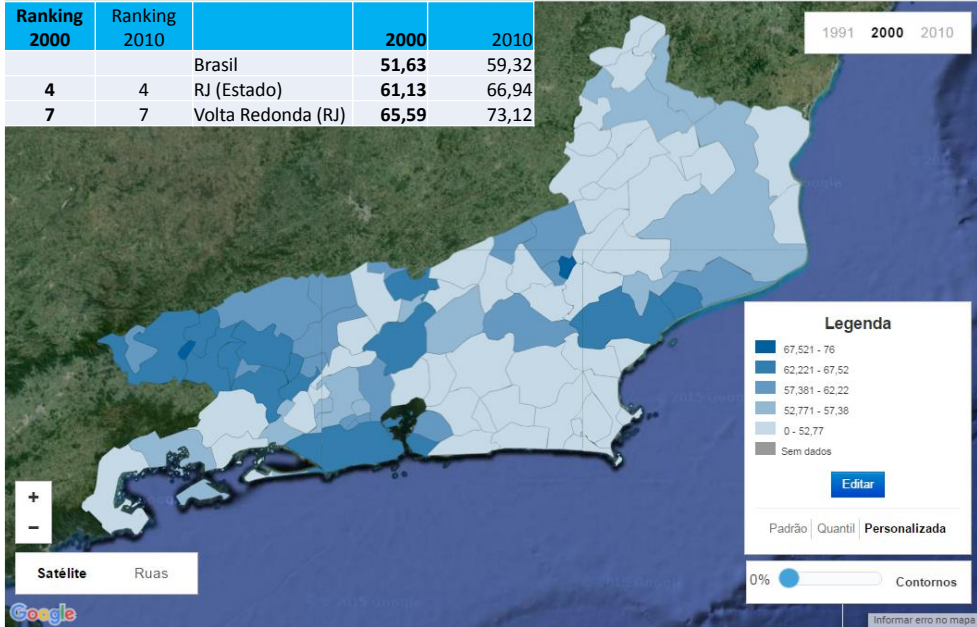 Ranking 2000 Ranking 2010 2000 2010
Brasil 51,63 59,32
4 4 RJ (Estado) 61,13 66,94
7 7 Volta Redonda (RJ) 65,59 73,12
1991 2000 2010
Legenda
67,521 - 76
62,221 - 67,52
57,381 - 62,22
52,771 - 57,38
0 - 52,77
Sem dados
Editar
Padrão Quantil Personalizada
+
−
Satélite Ruas
0% Contornos
Google
Informar erro no mapa